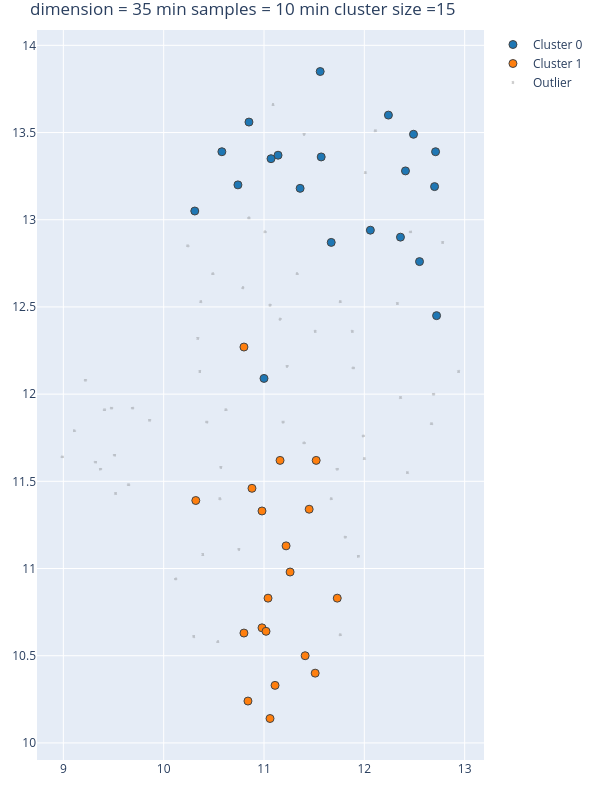 dimension = 35 min samples = 10 min cluster size =15
Cluster 0
Cluster 1
Outlier
14
13.5
13
12.5
12
11.5
11
10.5
10
9 10 11 12 13